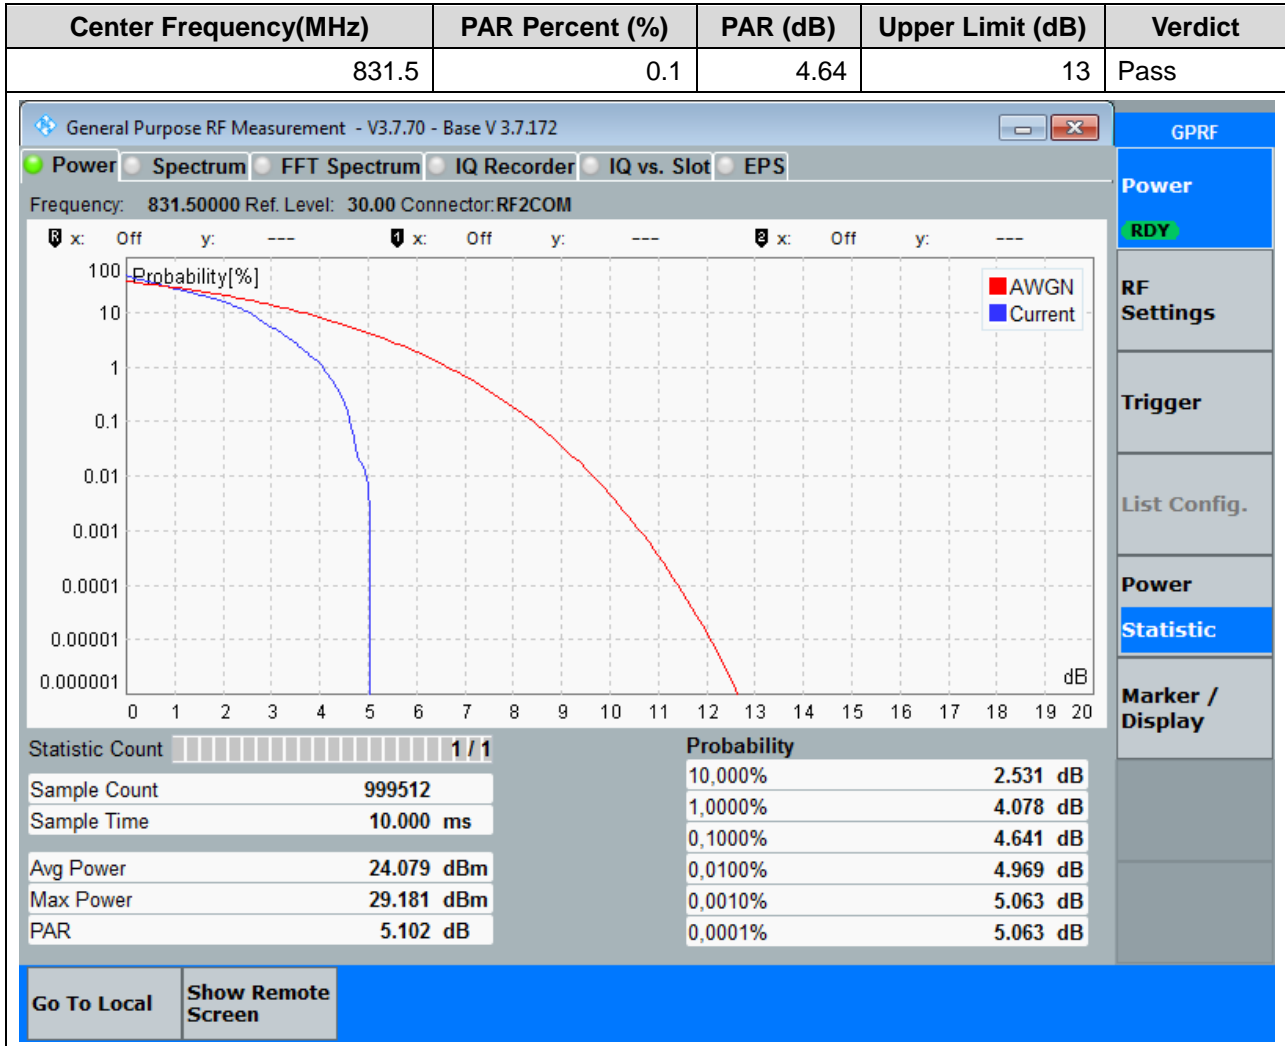 Center Frequency(MHz) PAR Percent (%) PAR (dB) Upper Limit (dB) Verdict
831.5 0.1 4.64 13 Pass
General Purpose RF Measurement - V3.7.70 - Base V 3.7.172
GPRF
Power Spectrum FFT Spectrum IQ Recorder IQ vs. Slot EPS
Power
RDY
Frequency: 831.50000 Ref. Level: 30.00 Connector:RF2COM
R x: Off y: --- 1 x: Off y: --- 2 x: Off y: ---
Probability[%]
AWGN
Current
100
10
1
0.1
0.01
0.001
0.0001
0.00001
0.000001
dB
0 1 2 3 4 5 6 7 8 9 10 11 12 13 14 15 16 17 18 19 20
RF
Settings
Trigger
List Config.
Power
Statistic
Marker /
Display
Statistic Count 1 / 1
Sample Count 999512
Sample Time 10.000 ms
Avg Power 24.079 dBm
Max Power 29.181 dBm
PAR 5.102 dB
Probability
10,000% 2.531 dB
1,0000% 4.078 dB
0,1000% 4.641 dB
0,0100% 4.969 dB
0,0010% 5.063 dB
0,0001% 5.063 dB
Go To Local
Show Remote
Screen